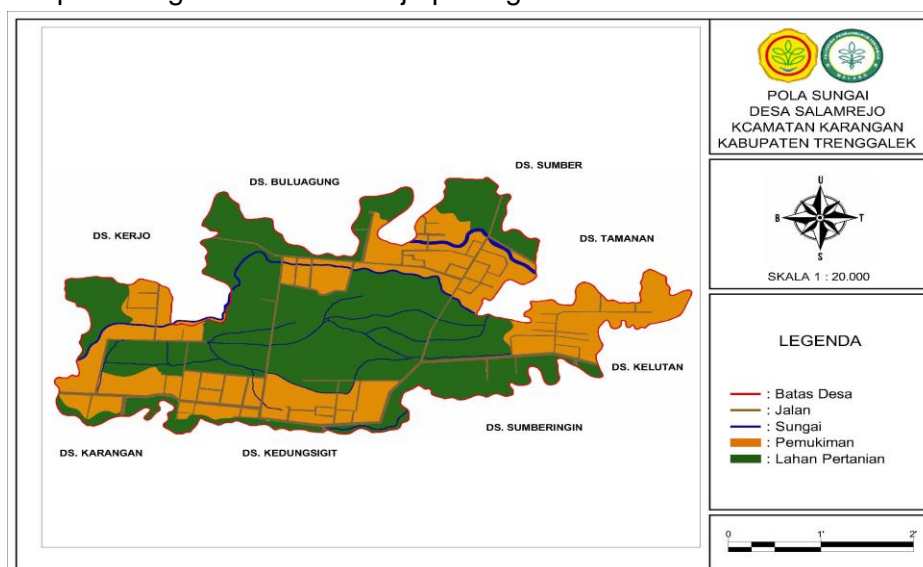 POLA SUNGAI
DESA SALAMREJO
KCAMATAN KARANGAN
KABUPATEN TRENGGALEK
U
B
T
S
SKALA 1 : 20.000
LEGENDA
: Batas Desa
: Jalan
: Sungai
: Pemukiman
: Lahan Pertanian
0 1' 2'
DS. SUMBER
DS. BULUAGUNG
DS. KERJO
DS. TAMANAN
DS. KELUTAN
DS. SUMBERINGIN
DS. KARANGAN
DS. KEDUNGSIGIT